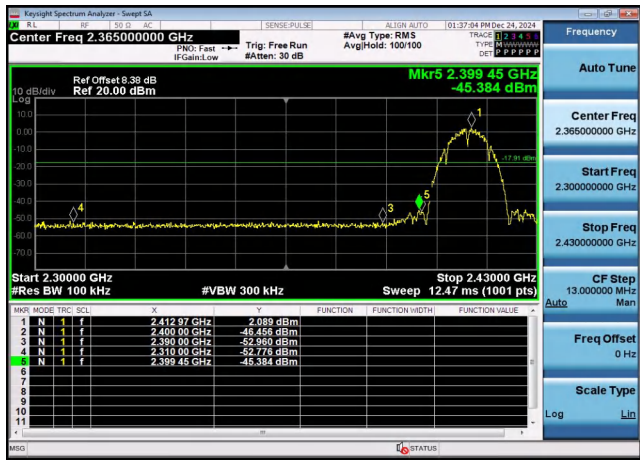 Keysight Spectrum Analyzer - Swept SA
RL RF 50 Ω AC SENSE:PULSE ALIGN AUTO 01:37:04 PM Dec 24, 2024
Center Freq 2.365000000 GHz
PNO: Fast
IFGain:Low
Trig: Free Run
#Atten: 30 dB
#Avg Type: RMS
Avg|Hold: 100/100
TRACE 1 2 3 4 5 6
TYPE M WWWWW
DET P P P P P P
Ref Offset 8.38 dB
10 dB/div Ref 20.00 dBm
Log
Mkr5 2.399 45 GHz
-45.384 dBm
10.0
0.00
-10.0
-20.0
-30.0
-40.0
-50.0
-60.0
-70.0
1
-17.91 dBm
4
3
5
Start 2.30000 GHz Stop 2.43000 GHz
#Res BW 100 kHz #VBW 300 kHz Sweep 12.47 ms (1001 pts)
MKR MODE TRC SCL X Y FUNCTION FUNCTION WIDTH FUNCTION VALUE
1 N 1 f 2.412 97 GHz 2.089 dBm
2 N 1 f 2.400 00 GHz -46.456 dBm
3 N 1 f 2.390 00 GHz -52.960 dBm
4 N 1 f 2.310 00 GHz -52.776 dBm
5 N 1 f 2.399 45 GHz -45.384 dBm
6
7
8
9
10
11
MSG STATUS
Frequency
Auto Tune
Center Freq
2.365000000 GHz
Start Freq
2.300000000 GHz
Stop Freq
2.430000000 GHz
CF Step
13.000000 MHz
Auto Man
Freq Offset
0 Hz
Scale Type
Log Lin